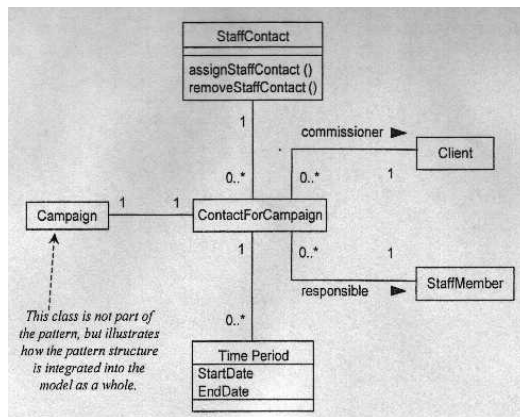 StaffContact
assignStaffContact ()
removeStaffContact ()
1
commissioner
Client
0..*
0..*
1
Campaign
1
1
ContactForCampaign
1
0..*
1
responsible
StaffMember
This class is not part of
the pattern, but illustrates
how the pattern structure
is integrated into the
model as a whole.
0..*
Time Period
StartDate
EndDate